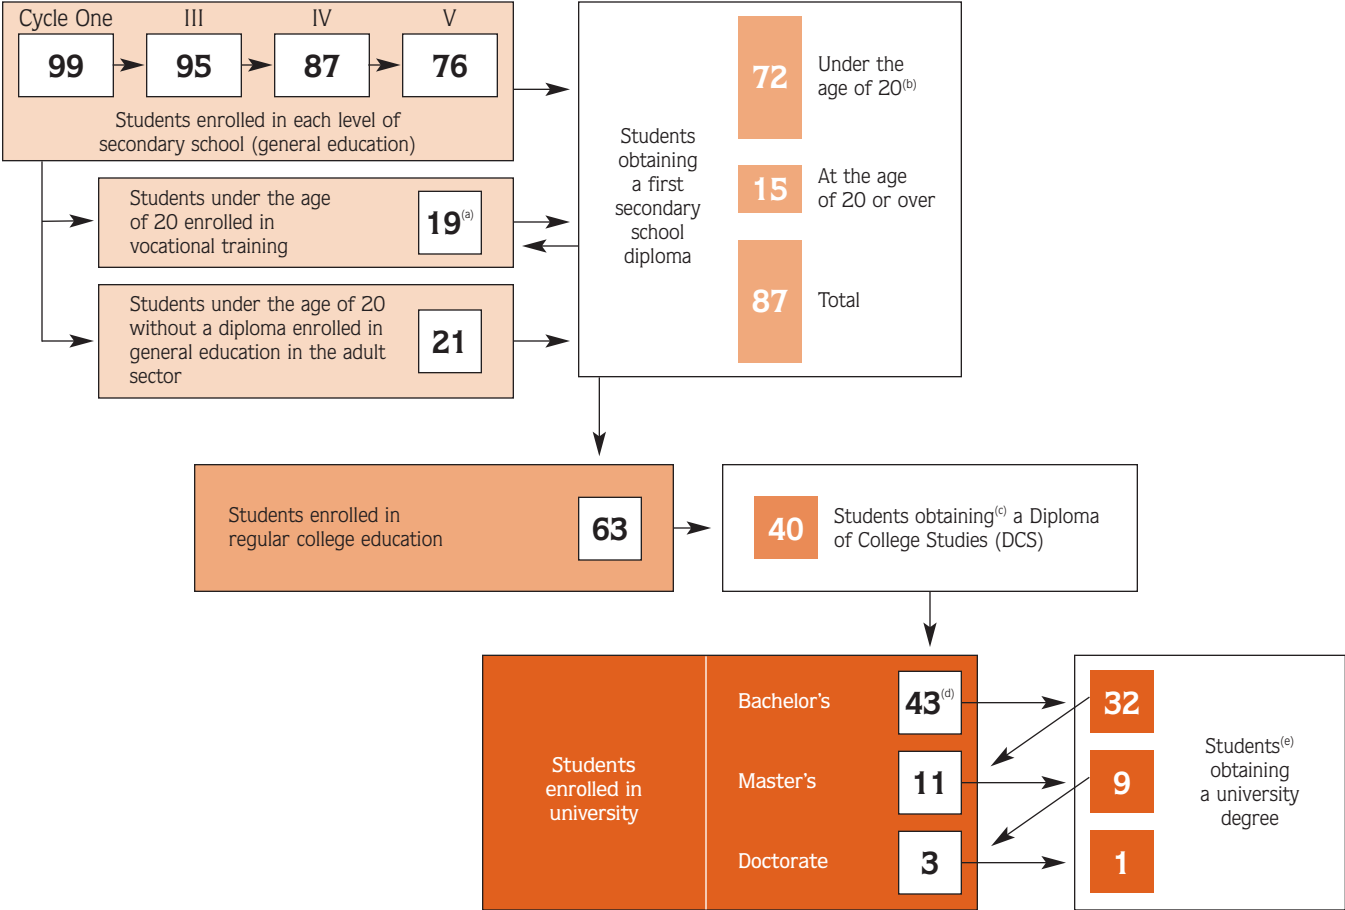 Cycle One III IV V
99 95 87 76
Students enrolled in each level of
secondary school (general education)
Students under the age
of 20 enrolled in
vocational training
19(a)
Students under the age of 20
without a diploma enrolled in
general education in the adult
sector
21
Students
obtaining
a first
secondary
school
diploma
72
Under the
age of 20(b)
15
At the age
of 20 or over
87
Total
Students enrolled in
regular college education
63
40
Students obtaining(c) a Diploma
of College Studies (DCS)
Students
enrolled in
university
Bachelor's
43(d)
32
Master's
11
9
Doctorate
3
1
Students(e)
obtaining
a university
degree